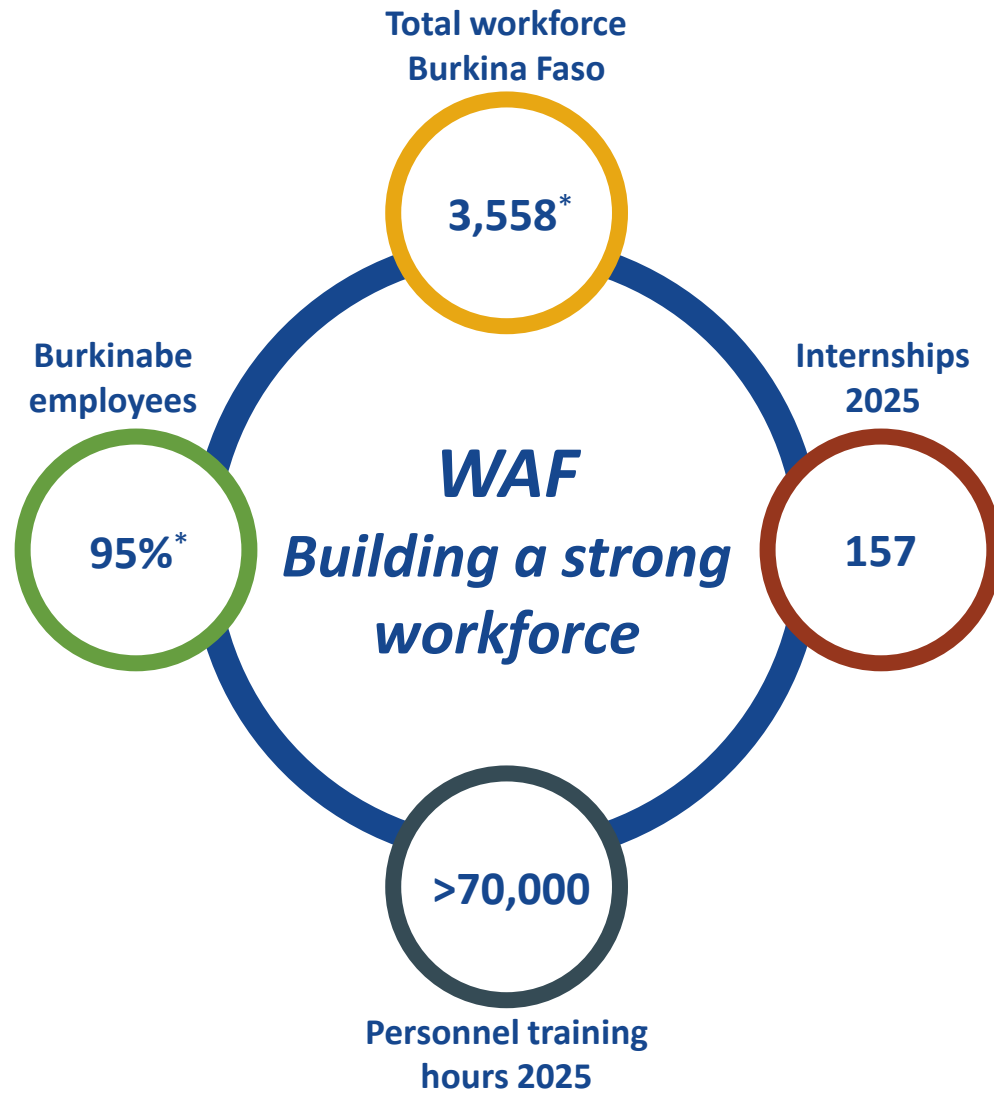 Total workforce
Burkina Faso
3,558*
Burkinabe
employees
95%*
Internships
2025
157
WAF
Building a strong
workforce
>70,000
Personnel training
hours 2025